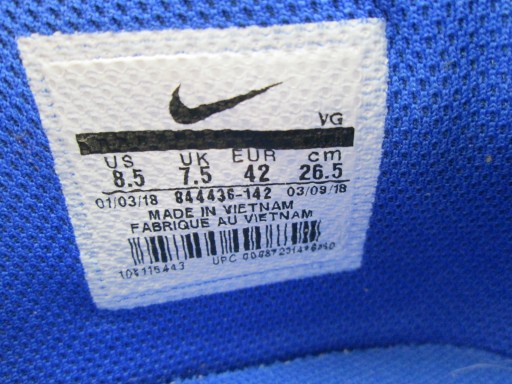 VG
US UK EUR cm
8.5 7.5 42 26.5
01/03/18 844436-142 03/09/18
MADE IN VIETNAM
FABRIQUE AU VIETNAM
UPC